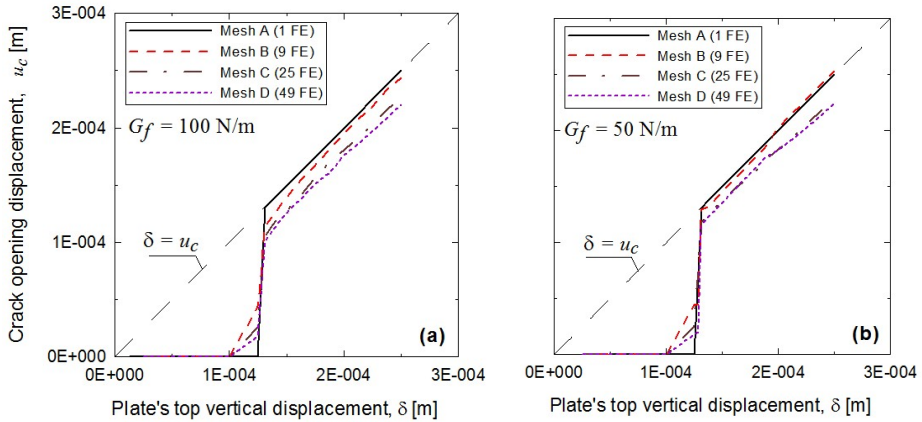 Crack opening displacement, u_c [m]
3E-004
2E-004
1E-004
0E+000
Mesh A (1 FE)
Mesh B (9 FE)
Mesh C (25 FE)
Mesh D (49 FE)
G_f = 100 N/m
δ = u_c
(a)
0E+000 1E-004 2E-004 3E-004
Plate's top vertical displacement, δ [m]
Mesh A (1 FE)
Mesh B (9 FE)
Mesh C (25 FE)
Mesh D (49 FE)
G_f = 50 N/m
δ = u_c
(b)
0E+000 1E-004 2E-004 3E-004
Plate's top vertical displacement, δ [m]